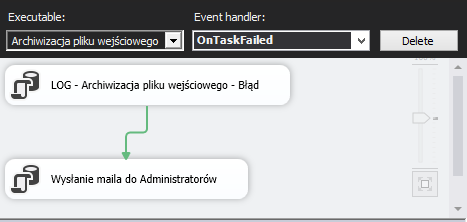 Executable: Event handler:
Archiwizacja pliku wejściowego OnTaskFailed Delete
LOG - Archiwizacja pliku wejściowego - Błąd
Wysłanie maila do Administratorów